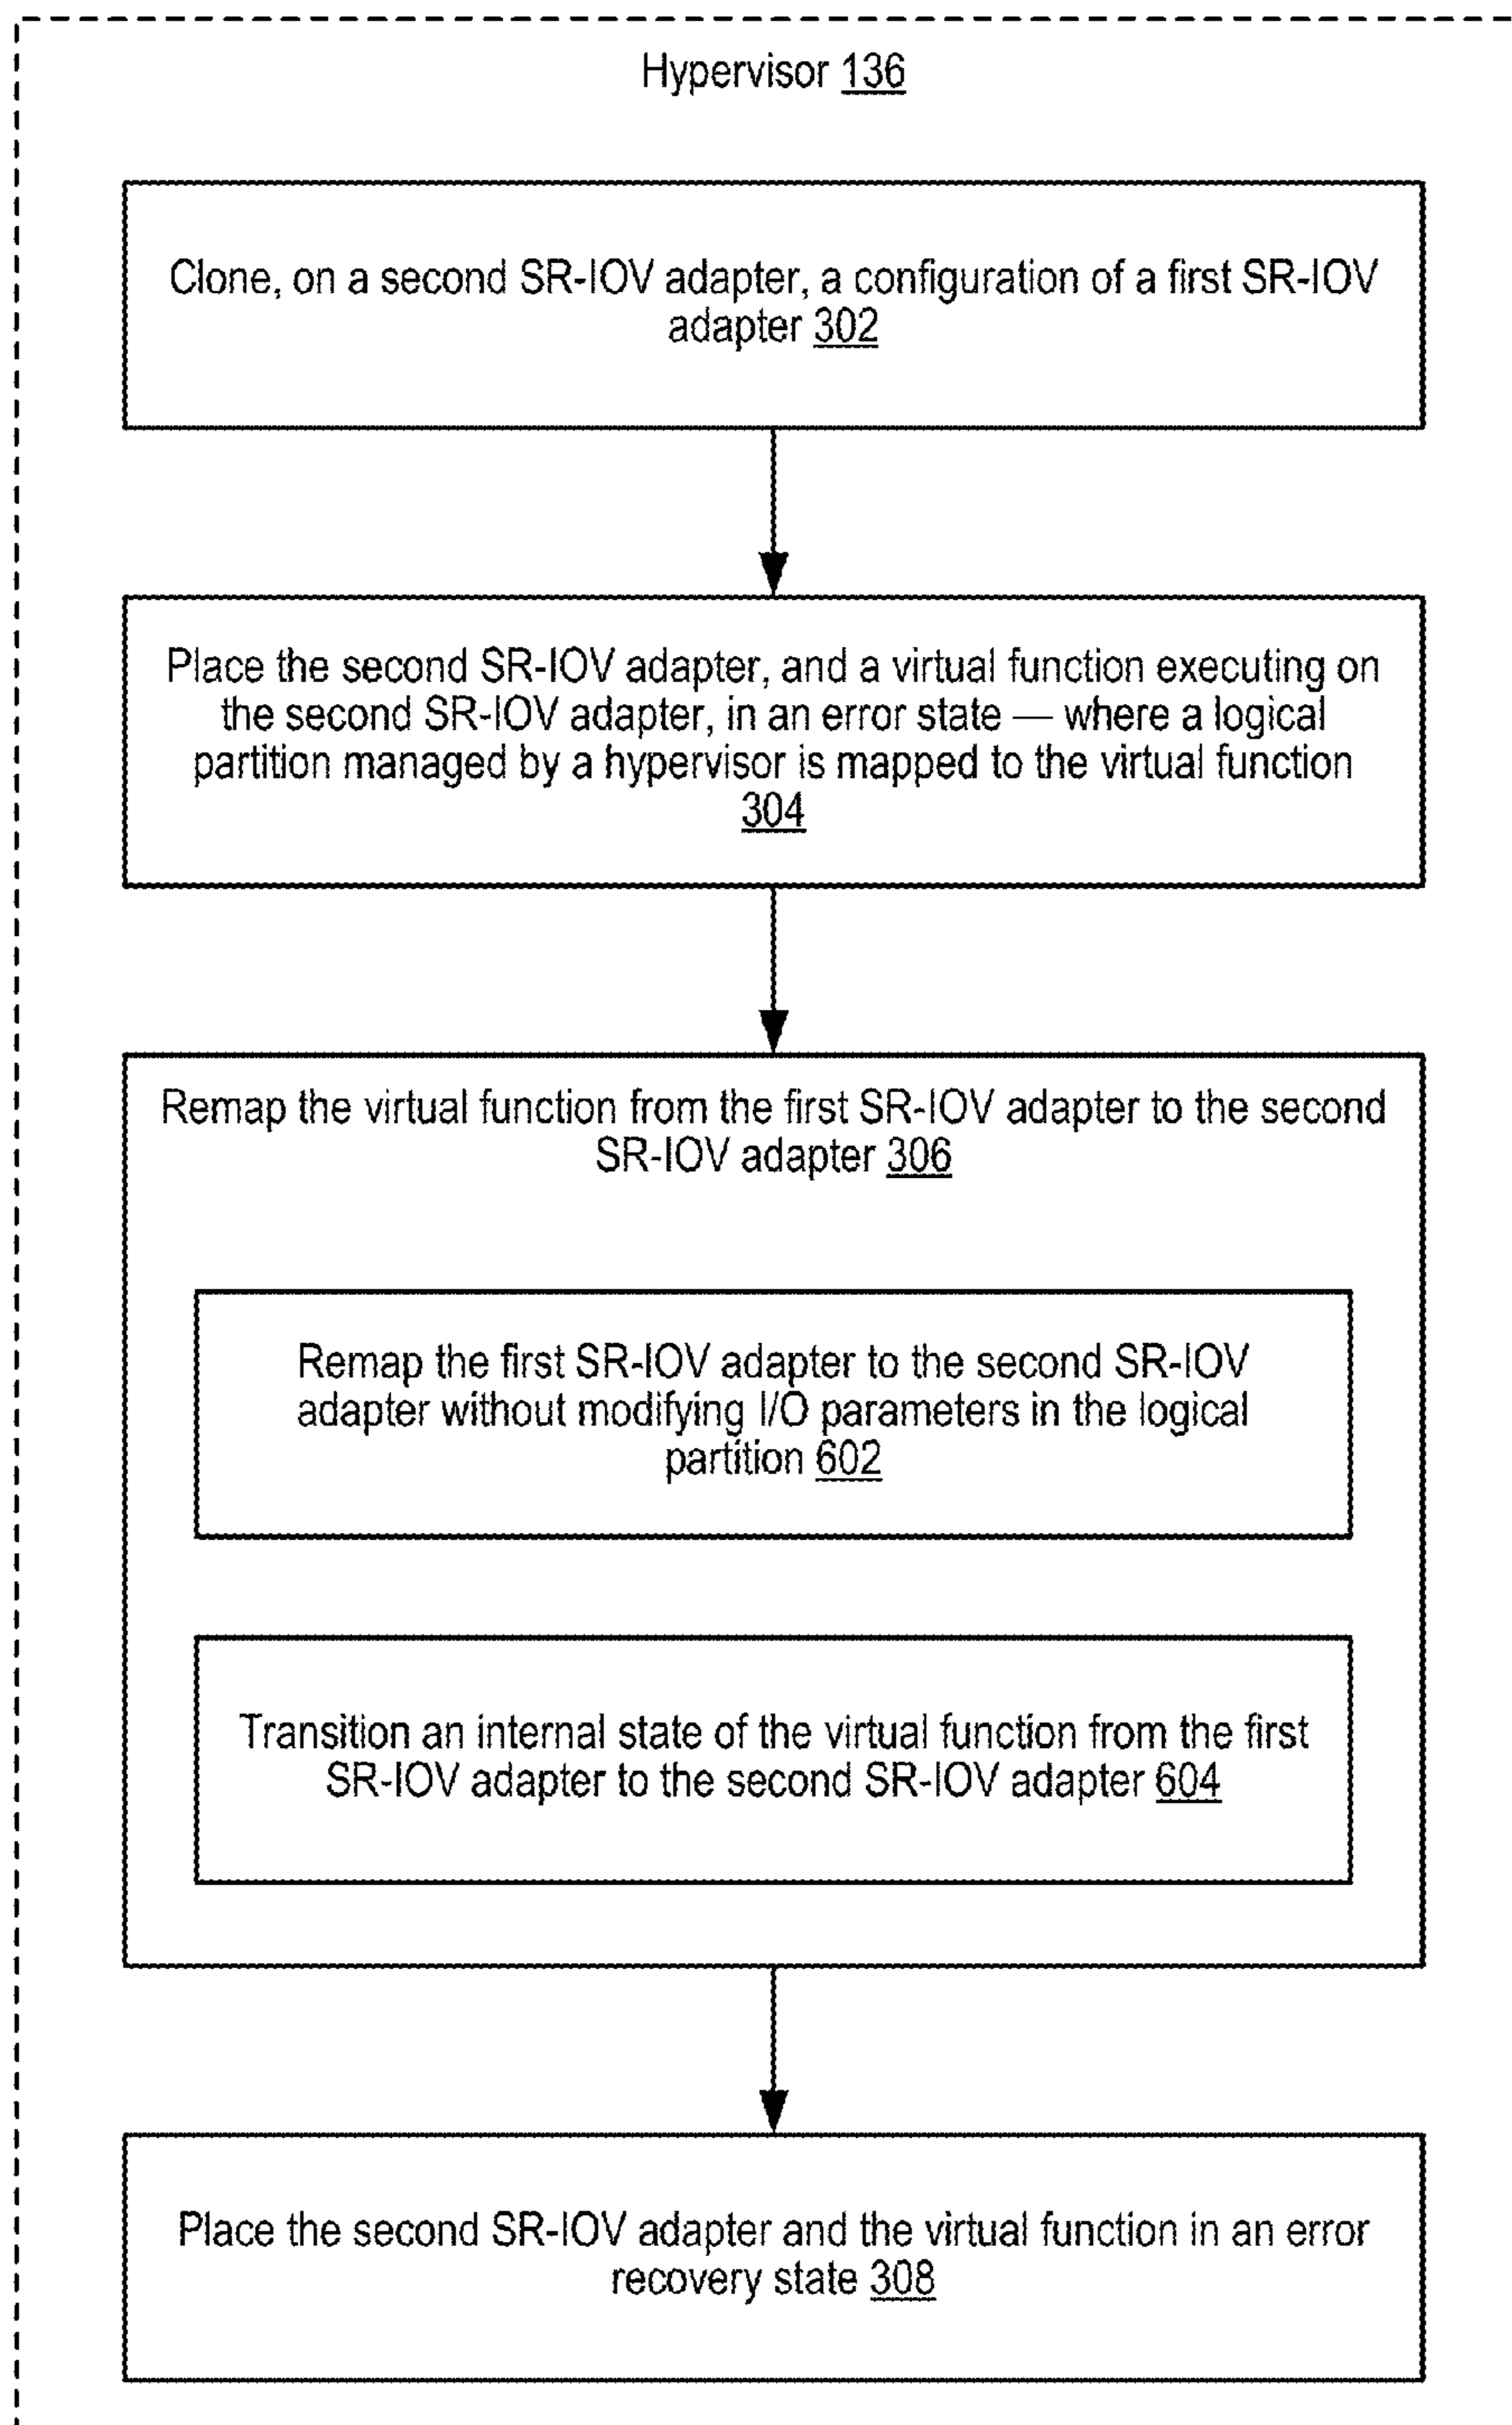 Hypervisor 136
Clone, on a second SR-IOV adapter, a configuration of a first SR-IOV
adapter 302
Place the second SR-IOV adapter, and a virtual function executing on
the second SR-IOV adapter, in an error state — where a logical
partition managed by a hypervisor is mapped to the virtual function
304
Remap the virtual function from the first SR-IOV adapter to the second
SR-IOV adapter 306
Remap the first SR-IOV adapter to the second SR-IOV
adapter without modifying I/O parameters in the logical
partition 602
Transition an internal state of the virtual function from the first
SR-IOV adapter to the second SR-IOV adapter 604
Place the second SR-IOV adapter and the virtual function in an error
recovery state 308